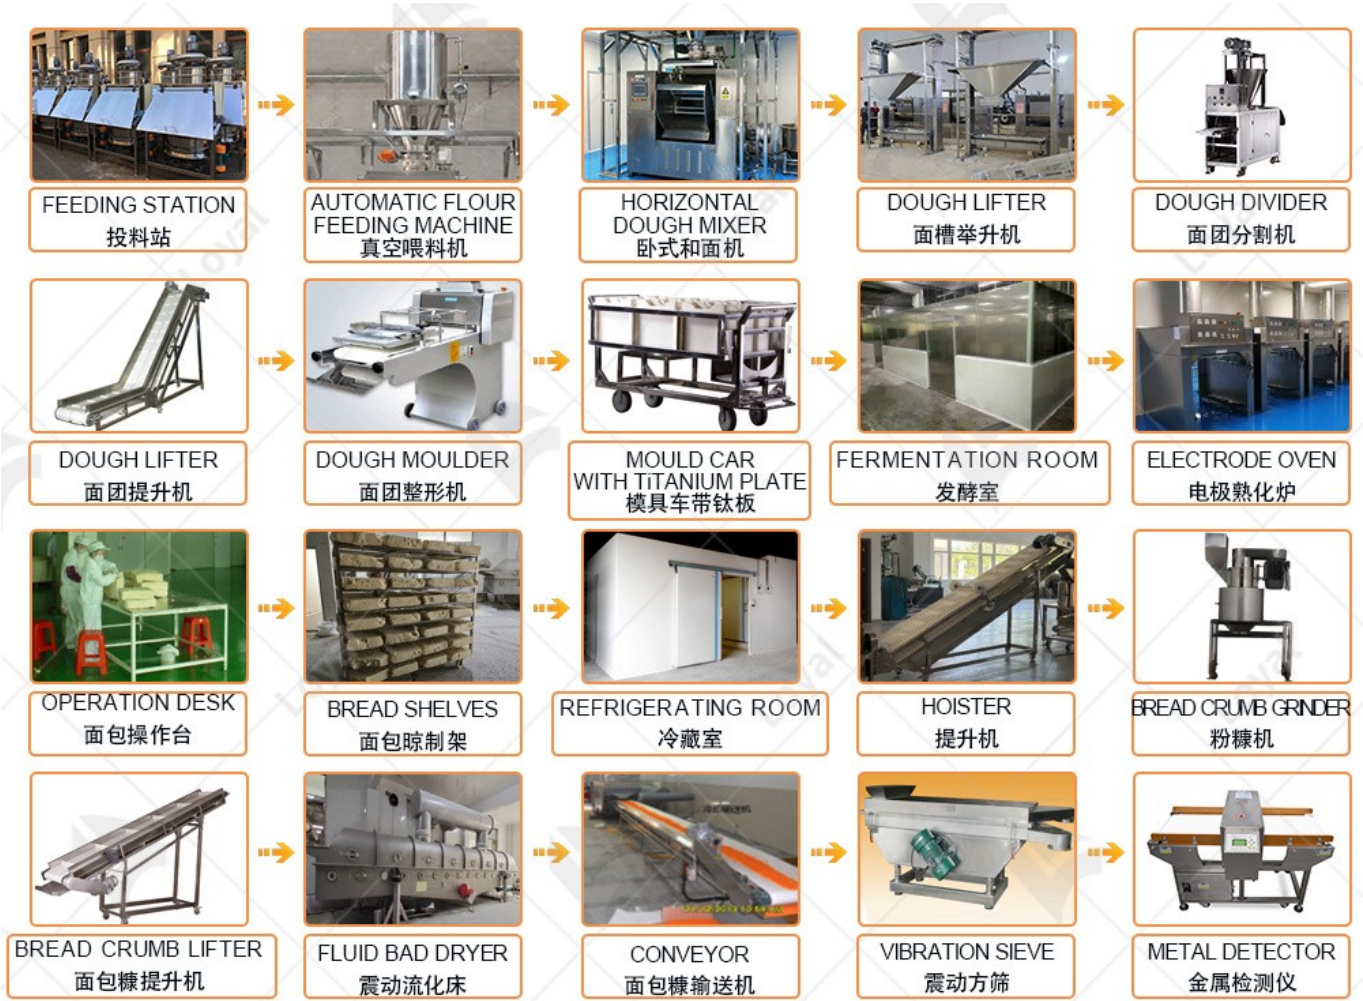 FEEDING STATION
投料站
AUTOMATIC FLOUR
FEEDING MACHINE
真空喂料机
HORIZONTAL
DOUGH MIXER
卧式和面机
DOUGH LIFTER
面槽举升机
DOUGH DIVIDER
面团分割机
DOUGH LIFTER
面团提升机
DOUGH MOULDER
面团整形机
MOULD CAR
WITH TiTANIUM PLATE
模具车带钛板
FERMENTATION ROOM
发酵室
ELECTRODE OVEN
电极熟化炉
OPERATION DESK
面包操作台
BREAD SHELVES
面包晾制架
REFRIGERATING ROOM
冷藏室
HOISTER
提升机
BREAD CRUMB GRINDER
粉糠机
BREAD CRUMB LIFTER
面包糠提升机
FLUID BAD DRYER
震动流化床
CONVEYOR
面包糠输送机
VIBRATION SIEVE
震动方筛
METAL DETECTOR
金属检测仪
Loyal
Loyal
Loyal
Loyal
Loyal
Loyal